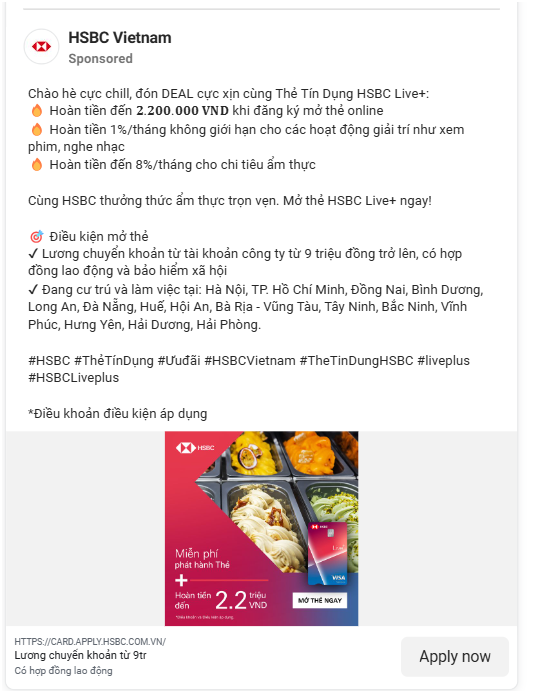 HSBC Vietnam
Sponsored
Chào hè cực chill, đón DEAL cực xịn cùng Thẻ Tín Dụng HSBC Live+:
🔥 Hoàn tiền đến 2.200.000 VND khi đăng ký mở thẻ online
🔥 Hoàn tiền 1%/tháng không giới hạn cho các hoạt động giải trí như xem
phim, nghe nhạc
🔥 Hoàn tiền đến 8%/tháng cho chi tiêu ẩm thực
Cùng HSBC thưởng thức ẩm thực trọn vẹn. Mở thẻ HSBC Live+ ngay!
🎯 Điều kiện mở thẻ
✓ Lương chuyển khoản từ tài khoản công ty từ 9 triệu đồng trở lên, có hợp
đồng lao động và bảo hiểm xã hội
✓ Đang cư trú và làm việc tại: Hà Nội, TP. Hồ Chí Minh, Đồng Nai, Bình Dương,
Long An, Đà Nẵng, Huế, Hội An, Bà Rịa - Vũng Tàu, Tây Ninh, Bắc Ninh, Vĩnh
Phúc, Hưng Yên, Hải Dương, Hải Phòng.
#HSBC #ThẻTínDụng #Ưuđãi #HSBCVietnam #TheTinDungHSBC #liveplus
#HSBCLiveplus
*Điều khoản điều kiện áp dụng
HSBC
Miễn phí
phát hành Thẻ
+
Hoàn tiền
đến
2.2 triệu
VND
MỞ THẺ NGAY
*Điều khoản và điều kiện áp dụng
VISA
HTTPS://CARD.APPLY.HSBC.COM.VN/
Lương chuyển khoản từ 9tr
Có hợp đồng lao động
Apply now